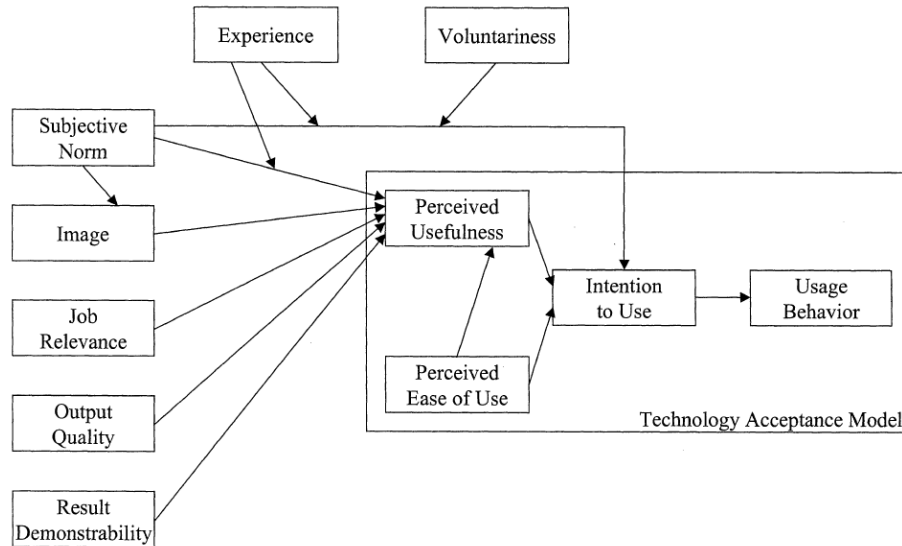 Experience
Voluntariness
Subjective
Norm
Image
Job
Relevance
Output
Quality
Result
Demonstrability
Perceived
Usefulness
Perceived
Ease of Use
Intention
to Use
Usage
Behavior
Technology Acceptance Model